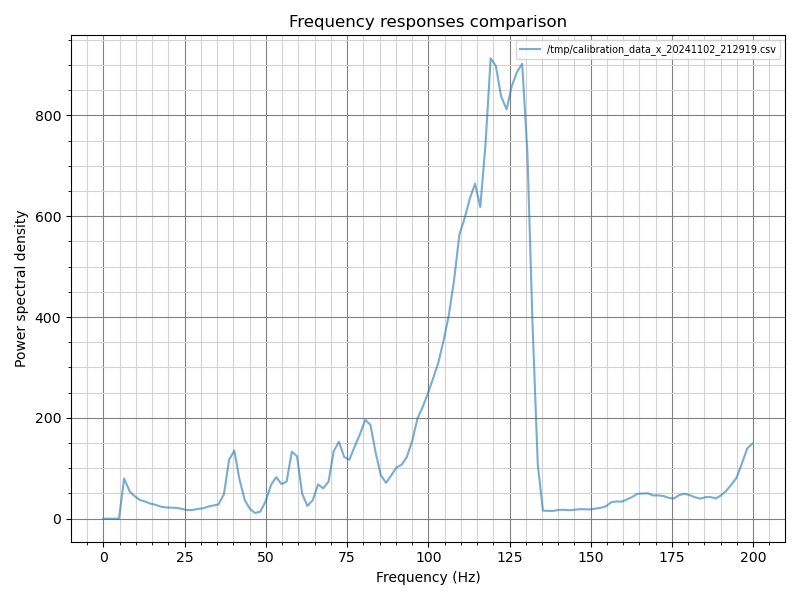 Frequency responses comparison
/tmp/calibration_data_x_20241102_212919.csv
Power spectral density
800
600
400
200
0
0 25 50 75 100 125 150 175 200
Frequency (Hz)